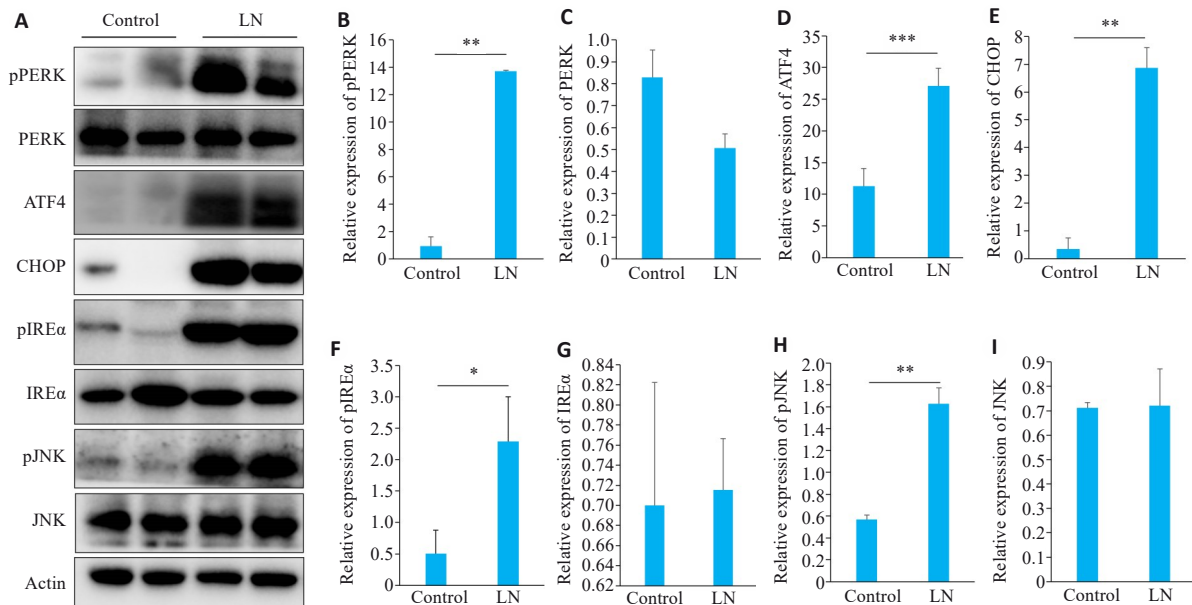 A
Control
LN
pPERK
PERK
ATF4
CHOP
pIREα
IREα
pJNK
JNK
Actin
B
Relative expression of pPERK
**
16
14
12
10
8
6
4
2
0
Control
LN
C
Relative expression of PERK
1.0
0.9
0.8
0.7
0.6
0.5
0.4
0.3
0.2
0.1
0
Control
LN
D
Relative expression of ATF4
***
35
30
25
20
15
10
5
0
Control
LN
E
Relative expression of CHOP
**
8
7
6
5
4
3
2
1
0
Control
LN
F
Relative expression of pIREα
*
3.5
3.0
2.5
2.0
1.5
1.0
0.5
0
Control
LN
G
Relative expression of IREα
0.84
0.82
0.80
0.78
0.76
0.74
0.72
0.70
0.68
0.66
0.64
0.62
Control
LN
H
Relative expression of pJNK
**
2.0
1.8
1.6
1.4
1.2
1.0
0.8
0.6
0.4
0.2
0
Control
LN
I
Relative expression of JNK
0.9
0.8
0.7
0.6
0.5
0.4
0.3
0.2
0.1
0
Control
LN